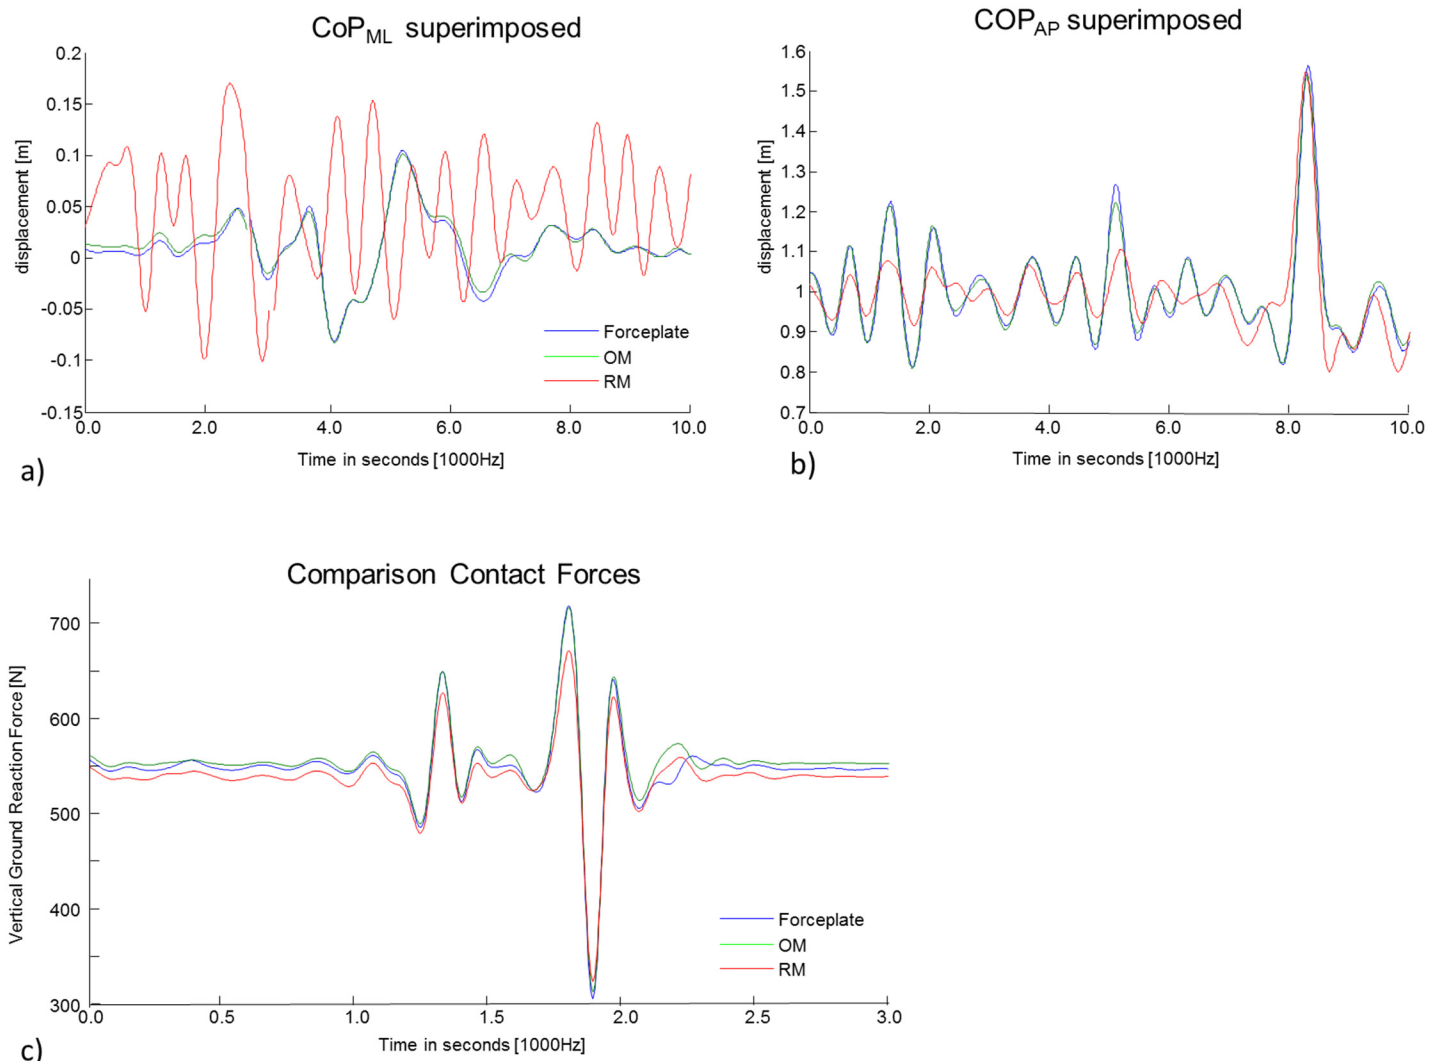 CoPML superimposed
0.2
0.15
0.1
0.05
0
-0.05
-0.1
-0.15
displacement [m]
Forceplate
OM
RM
0.0 2.0 4.0 6.0 8.0 10.0
Time in seconds [1000Hz]
a)
COPAP superimposed
1.6
1.5
1.4
1.3
1.2
1.1
1
0.9
0.8
0.7
displacement [m]
0.0 2.0 4.0 6.0 8.0 10.0
Time in seconds [1000Hz]
b)
Comparison Contact Forces
700
600
500
400
300
Vertical Ground Reaction Force [N]
Forceplate
OM
RM
0.0 0.5 1.0 1.5 2.0 2.5 3.0
Time in seconds [1000Hz]
c)